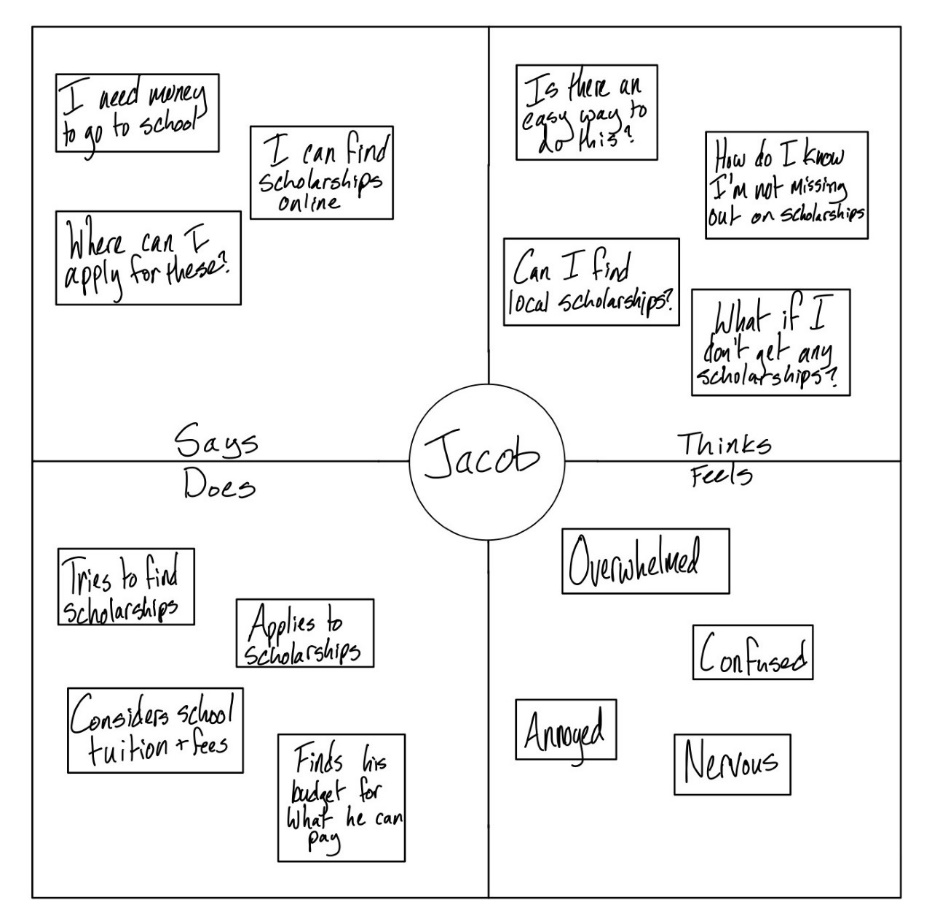 I need money
to go to school
I can find
scholarships
online
Where can I
apply for these?
Says
Is there an
easy way to
do this?
How do I know
I'm not missing
out on scholarships
Can I find
local scholarships?
What if I
don't get any
scholarships?
Thinks
Jacob
Does
Tries to find
scholarships
Applies to
scholarships
Considers school
tuition + fees
Finds his
budget for
what he can
pay
Feels
Overwhelmed
Confused
Annoyed
Nervous